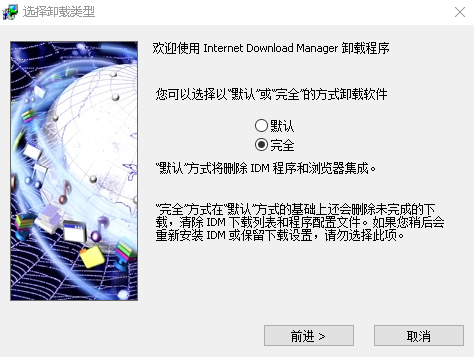 选择卸载类型
欢迎使用 Internet Download Manager 卸载程序
您可以选择以“默认”或“完全”的方式卸载软件
默认
完全
“默认”方式将删除 IDM 程序和浏览器集成。
“完全”方式在“默认”方式的基础上还会删除未完成的下
载，清除 IDM 下载列表和程序配置文件。如果您稍后会
重新安装 IDM 或保留下载设置，请勿选择此项。
前进 >
取消